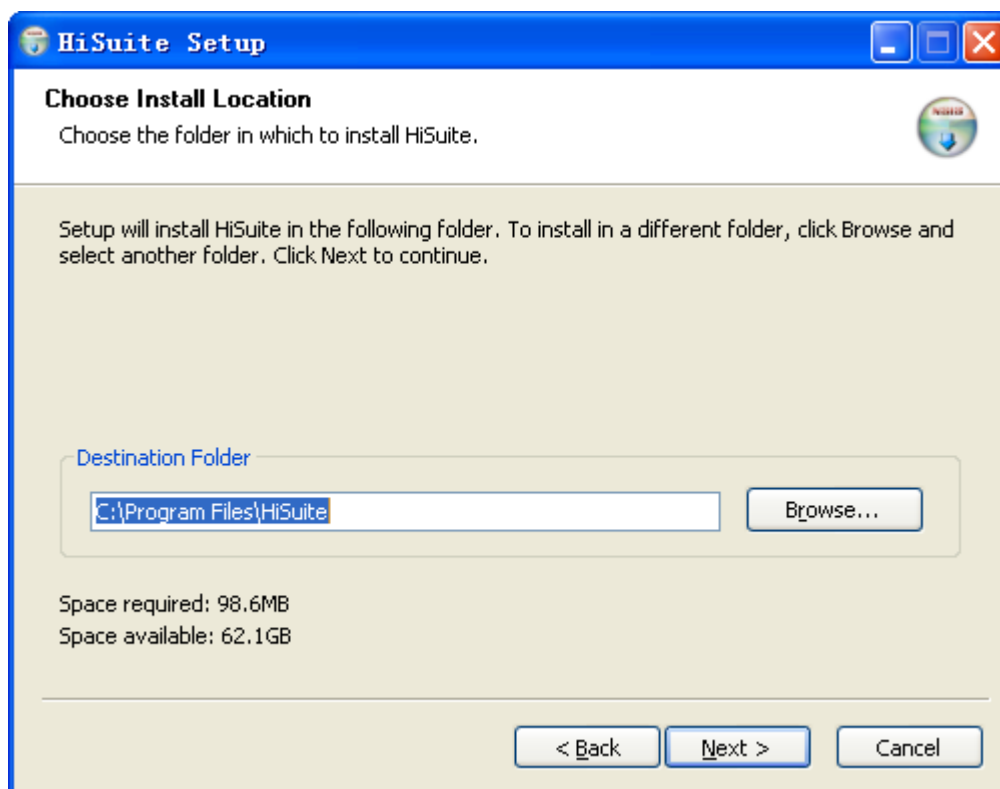 HiSuite Setup
Choose Install Location
Choose the folder in which to install HiSuite.
Setup will install HiSuite in the following folder. To install in a different folder, click Browse and
select another folder. Click Next to continue.
Destination Folder
C:\Program Files\HiSuite
Browse...
Space required: 98.6MB
Space available: 62.1GB
< Back
Next >
Cancel